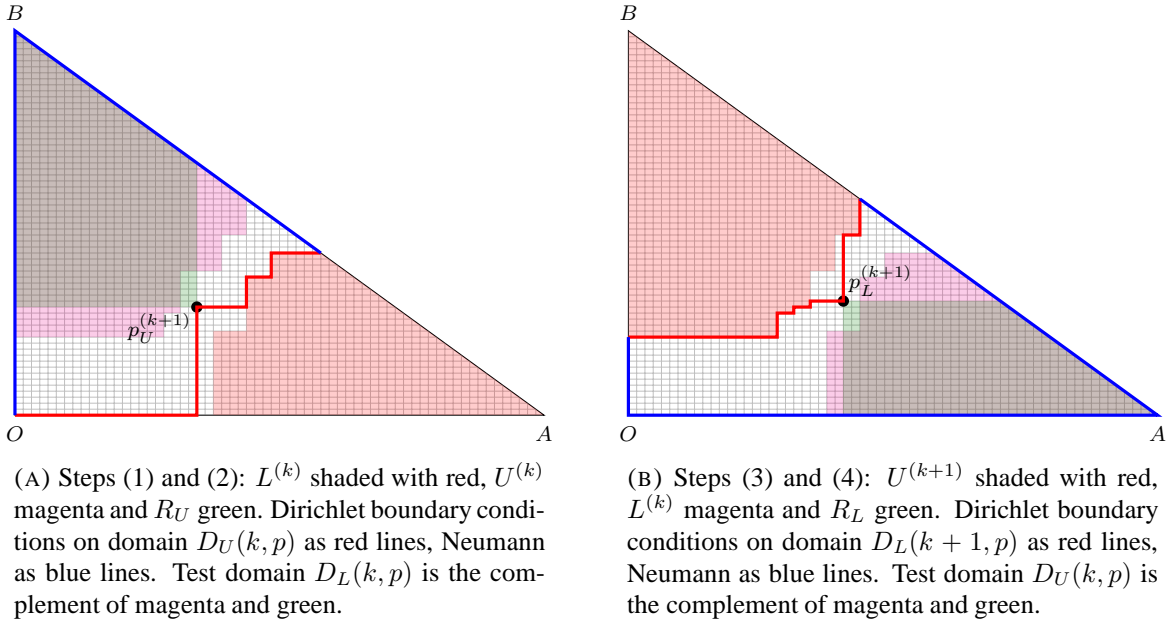 B
p_U^{(k+1)}
O
A
(A) Steps (1) and (2): L^{(k)} shaded with red, U^{(k)}
magenta and R_U green. Dirichlet boundary condi-
tions on domain D_U(k, p) as red lines, Neumann
as blue lines. Test domain D_L(k, p) is the com-
plement of magenta and green.
B
p_L^{(k+1)}
O
A
(B) Steps (3) and (4): U^{(k+1)} shaded with red,
L^{(k)} magenta and R_L green. Dirichlet boundary
conditions on domain D_L(k + 1, p) as red lines,
Neumann as blue lines. Test domain D_U(k, p) is
the complement of magenta and green.